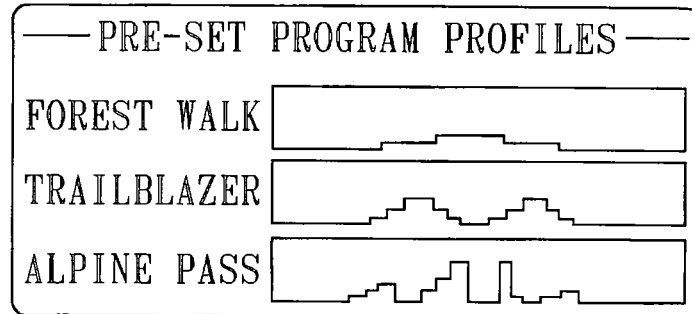 PRE-SET PROGRAM PROFILES
FOREST WALK
TRAILBLAZER
ALPINE PASS